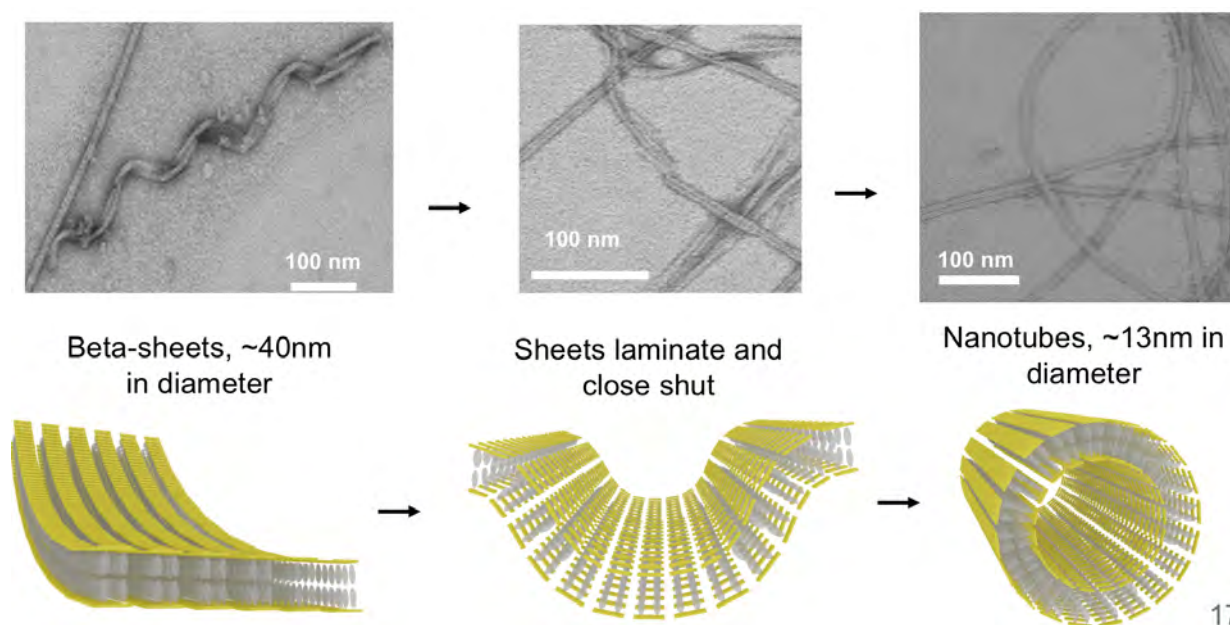 100 nm
100 nm
100 nm
Beta-sheets, ~40nm
in diameter
Sheets laminate and
close shut
Nanotubes, ~13nm in
diameter
17